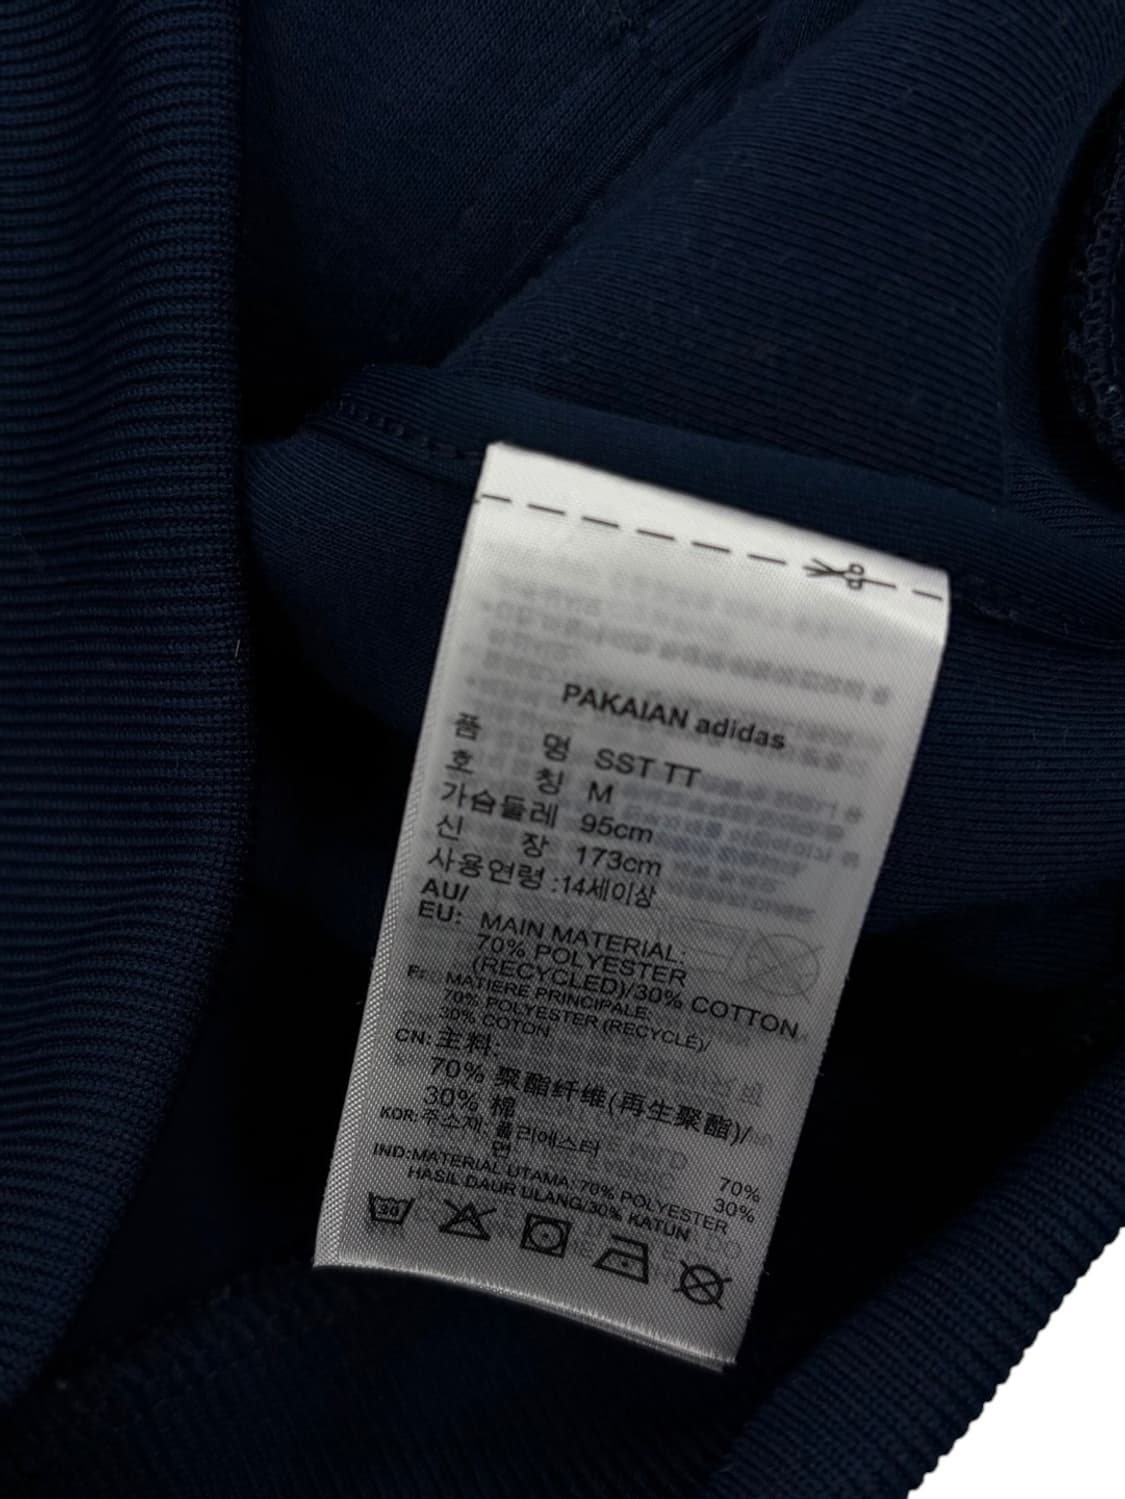 PAKAIAN adidas
품 명 SST TT
호 칭 M
가슴둘레 95cm
신 장 173cm
사용연령 :14세이상
AU/
EU: MAIN MATERIAL:
70% POLYESTER
(RECYCLED)/30% COTTON
MATIERE PRINCIPALE:
70% POLYESTER (RECYCLÉ)/
30% COTON
CN: 主料:
70% 聚酯纤维(再生聚酯)/
30% 棉
KOR:주소재: 폴리에스터 70%
면 30%
IND:MATERIAL UTAMA:70% POLYESTER
HASIL DAUR ULANG/30% KATUN
30